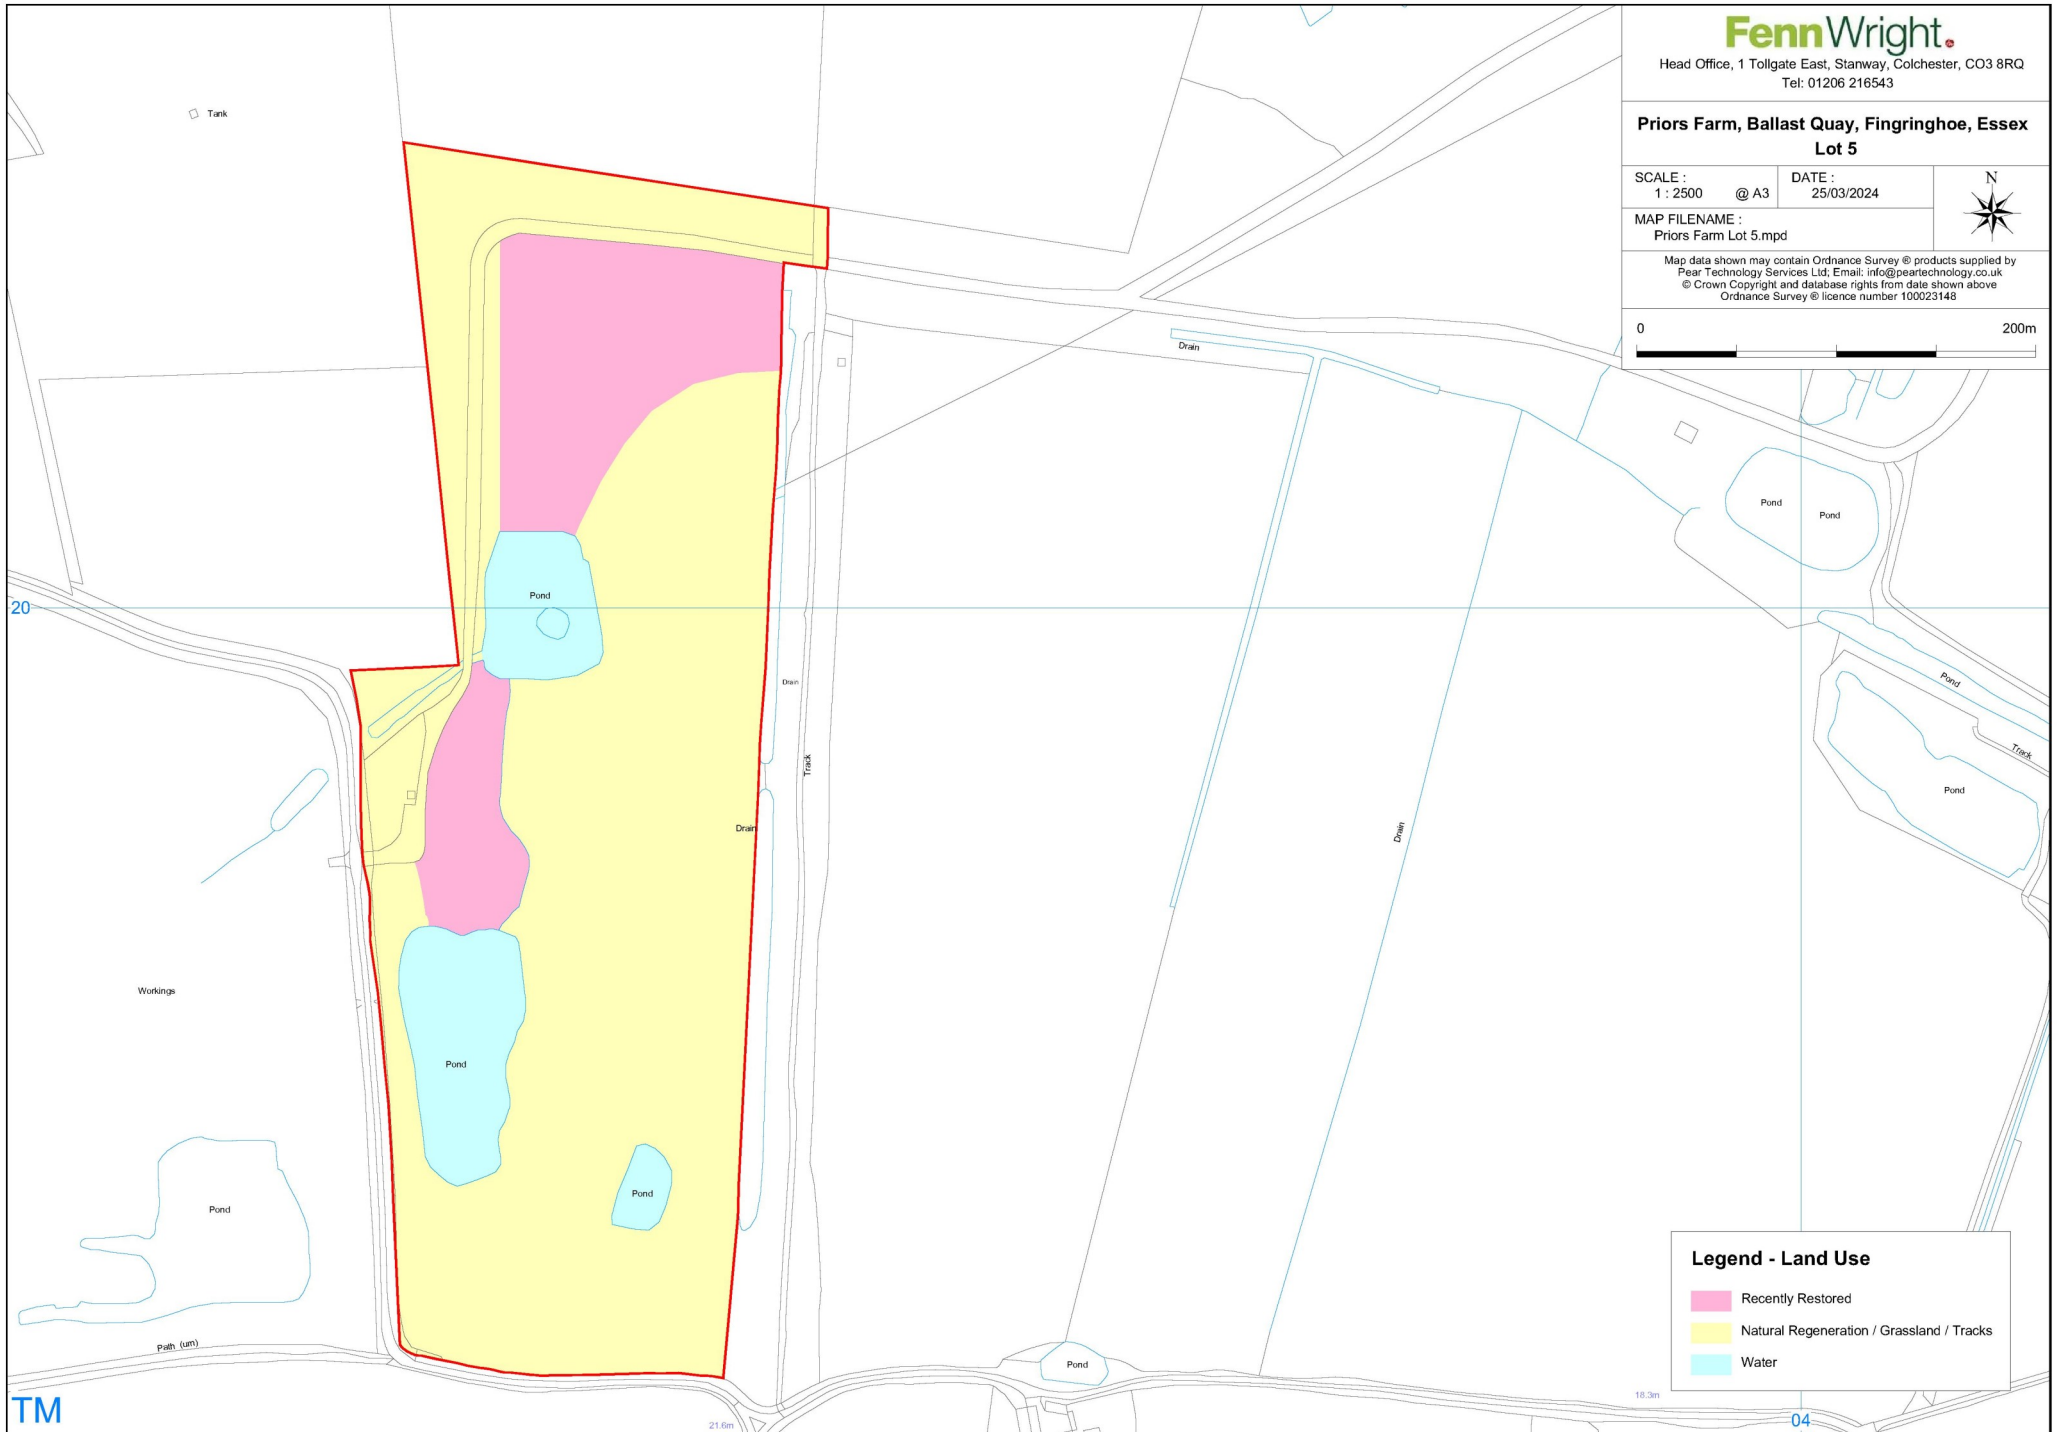 FennWright.
Head Office, 1 Tollgate East, Stanway, Colchester, CO3 8RQ
Tel: 01206 216543
Priors Farm, Ballast Quay, Fingringhoe, Essex
Lot 5
SCALE :
1 : 2500 @ A3
DATE :
25/03/2024
N
MAP FILENAME :
Priors Farm Lot 5.mpd
Map data shown may contain Ordnance Survey ® products supplied by
Pear Technology Services Ltd; Email: info@peartechnology.co.uk
© Crown Copyright and database rights from date shown above
Ordnance Survey ® licence number 100023148
0 200m
Tank
Drain
Pond
Pond
Pond
20
Drain
Pond
Track
Track
Pond
Drain
Drain
Workings
Pond
Pond
Pond
Path (um)
Pond
TM
21.6m
18.3m
04
Legend - Land Use
Recently Restored
Natural Regeneration / Grassland / Tracks
Water